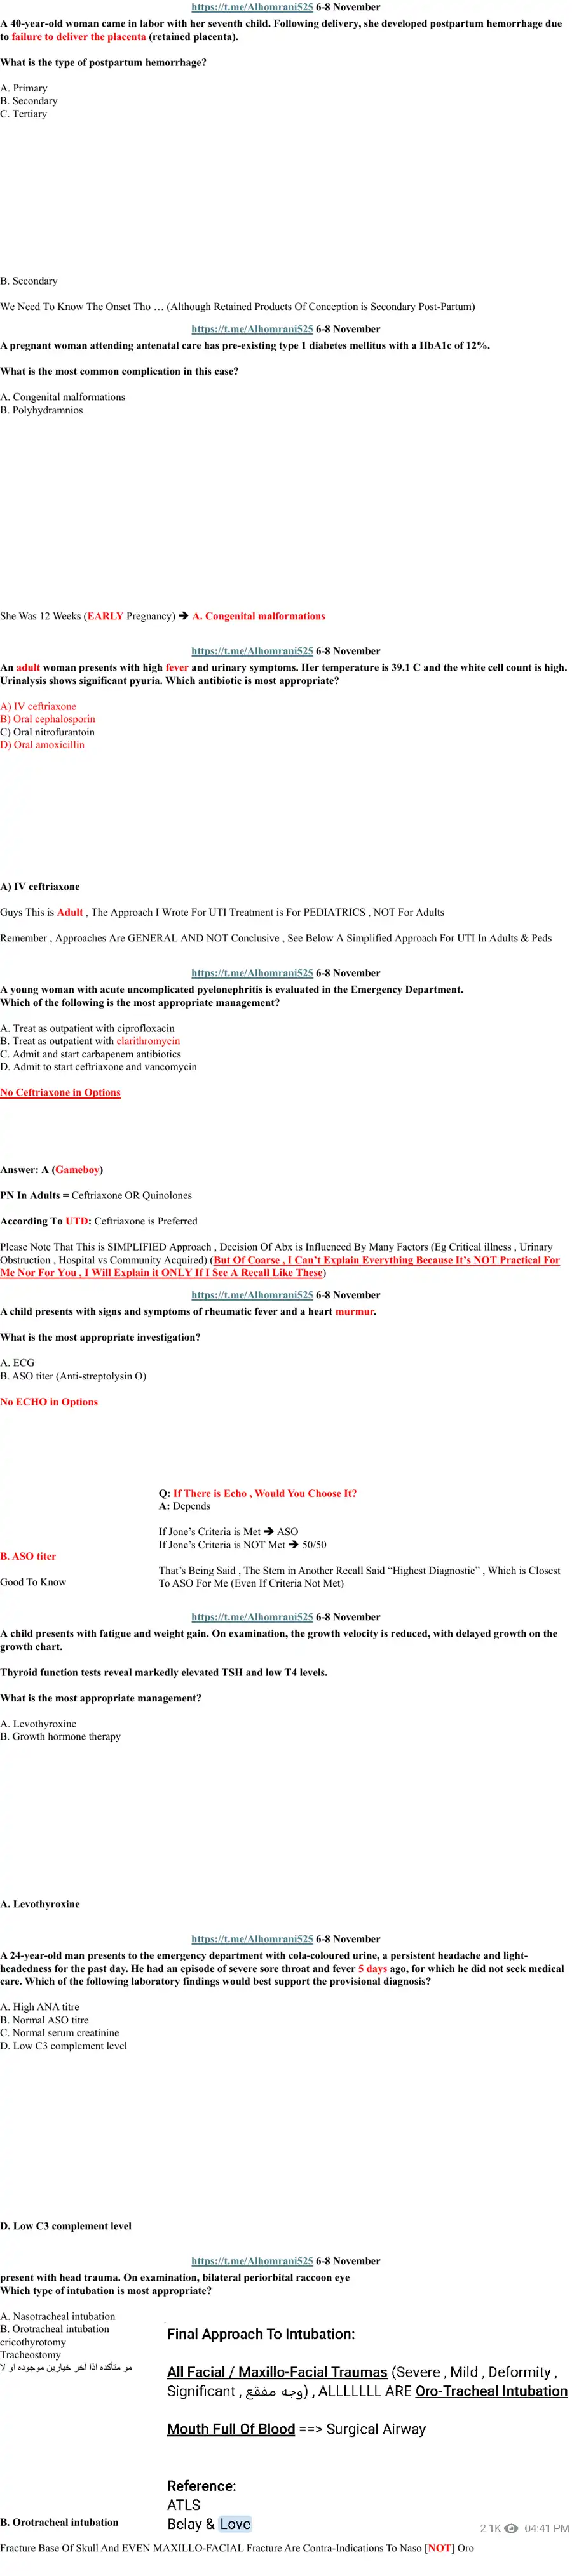 https://t.me/Alhomrani525 6-8 November
A 40-year-old woman came in labor with her seventh child. Following delivery, she developed postpartum hemorrhage due
to failure to deliver the placenta (retained placenta).
What is the type of postpartum hemorrhage?
A. Primary
B. Secondary
C. Tertiary
B. Secondary
We Need To Know The Onset Tho … (Although Retained Products Of Conception is Secondary Post-Partum)
https://t.me/Alhomrani525 6-8 November
A pregnant woman attending antenatal care has pre-existing type 1 diabetes mellitus with a HbA1c of 12%.
What is the most common complication in this case?
A. Congenital malformations
B. Polyhydramnios
She Was 12 Weeks (EARLY Pregnancy) ➔ A. Congenital malformations
https://t.me/Alhomrani525 6-8 November
An adult woman presents with high fever and urinary symptoms. Her temperature is 39.1 C and the white cell count is high.
Urinalysis shows significant pyuria. Which antibiotic is most appropriate?
A) IV ceftriaxone
B) Oral cephalosporin
C) Oral nitrofurantoin
D) Oral amoxicillin
A) IV ceftriaxone
Guys This is Adult , The Approach I Wrote For UTI Treatment is For PEDIATRICS , NOT For Adults
Remember , Approaches Are GENERAL AND NOT Conclusive , See Below A Simplified Approach For UTI In Adults & Peds
https://t.me/Alhomrani525 6-8 November
A young woman with acute uncomplicated pyelonephritis is evaluated in the Emergency Department.
Which of the following is the most appropriate management?
A. Treat as outpatient with ciprofloxacin
B. Treat as outpatient with clarithromycin
C. Admit and start carbapenem antibiotics
D. Admit to start ceftriaxone and vancomycin
No Ceftriaxone in Options
Answer: A (Gameboy)
PN In Adults = Ceftriaxone OR Quinolones
According To UTD: Ceftriaxone is Preferred
Please Note That This is SIMPLIFIED Approach , Decision Of Abx is Influenced By Many Factors (Eg Critical illness , Urinary
Obstruction , Hospital vs Community Acquired) (But Of Coarse , I Can't Explain Everything Because It's NOT Practical For
Me Nor For You , I Will Explain it ONLY If I See A Recall Like These)
https://t.me/Alhomrani525 6-8 November
A child presents with signs and symptoms of rheumatic fever and a heart murmur.
What is the most appropriate investigation?
A. ECG
B. ASO titer (Anti-streptolysin O)
No ECHO in Options
Q: If There is Echo , Would You Choose It?
A: Depends
If Jone's Criteria is Met ➔ ASO
If Jone's Criteria is NOT Met ➔ 50/50
B. ASO titer
That's Being Said , The Stem in Another Recall Said "Highest Diagnostic" , Which is Closest
Good To Know
To ASO For Me (Even If Criteria Not Met)
https://t.me/Alhomrani525 6-8 November
A child presents with fatigue and weight gain. On examination, the growth velocity is reduced, with delayed growth on the
growth chart.
Thyroid function tests reveal markedly elevated TSH and low T4 levels.
What is the most appropriate management?
A. Levothyroxine
B. Growth hormone therapy
A. Levothyroxine
https://t.me/Alhomrani525 6-8 November
A 24-year-old man presents to the emergency department with cola-coloured urine, a persistent headache and light-
headedness for the past day. He had an episode of severe sore throat and fever 5 days ago, for which he did not seek medical
care. Which of the following laboratory findings would best support the provisional diagnosis?
A. High ANA titre
B. Normal ASO titre
C. Normal serum creatinine
D. Low C3 complement level
D. Low C3 complement level
https://t.me/Alhomrani525 6-8 November
present with head trauma. On examination, bilateral periorbital raccoon eye
Which type of intubation is most appropriate?
A. Nasotracheal intubation
B. Orotracheal intubation
cricothyrotomy
Tracheostomy
مو متأكده اذا آخر خيارين موجوده او لا
Final Approach To Intubation:
All Facial / Maxillo-Facial Traumas (Severe , Mild , Deformity ,
Significant , وجه مفقع) , ALLLLLLL ARE Oro-Tracheal Intubation
Mouth Full Of Blood ==> Surgical Airway
Reference:
ATLS
Belay & Love
2.1K 04:41 PM
B. Orotracheal intubation
Fracture Base Of Skull And EVEN MAXILLO-FACIAL Fracture Are Contra-Indications To Naso [NOT] Oro